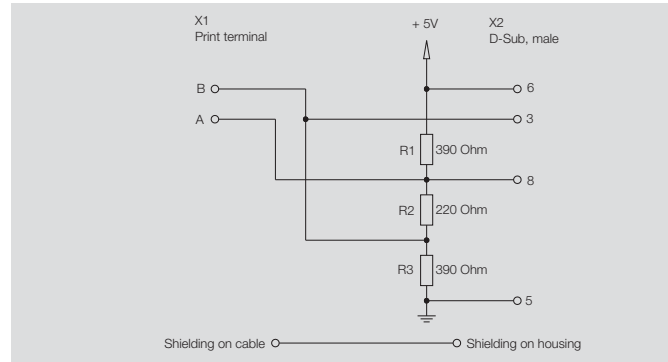 X1
Print terminal
+ 5V
X2
D-Sub, male
B
6
A
3
R1
390 Ohm
8
R2
220 Ohm
R3
390 Ohm
5
Shielding on cable
Shielding on housing